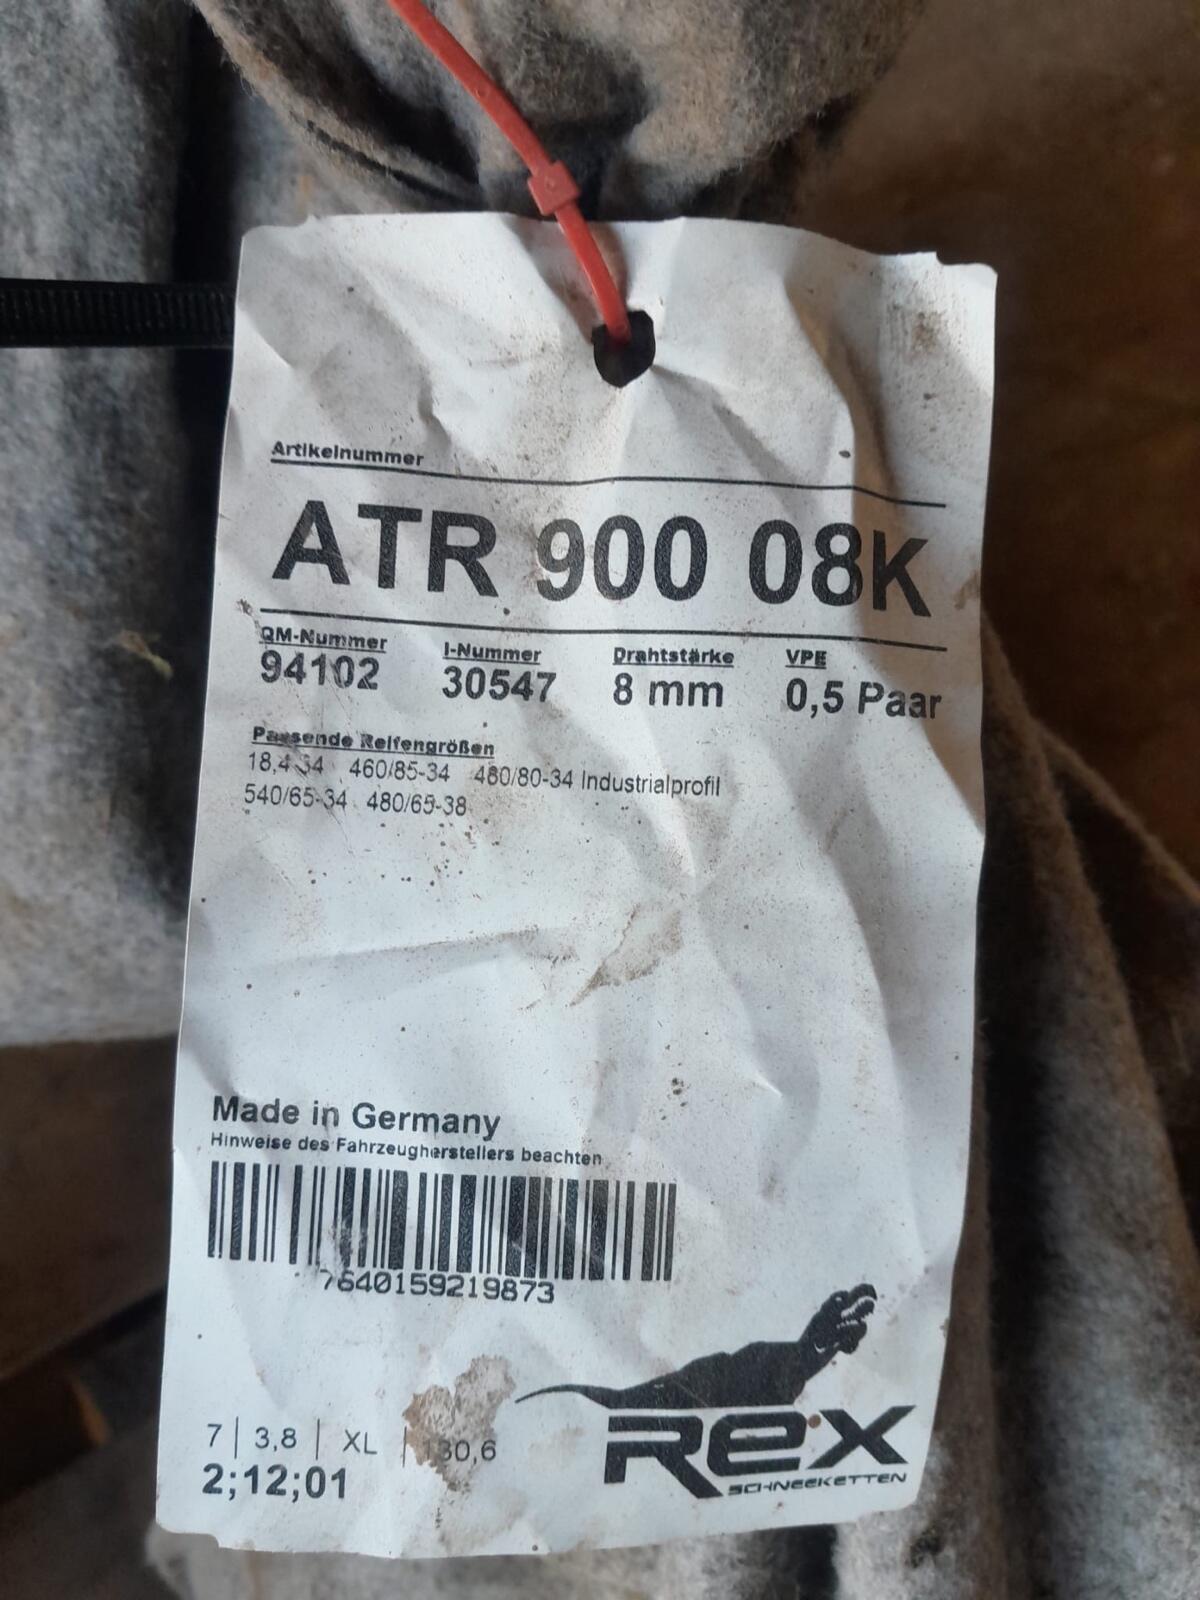 Artikelnummer
ATR 900 08K
QM-Nummer I-Nummer Drahtstärke VPE
94102 30547 8 mm 0,5 Paar
Passende Reifengrößen
18,4-34 460/85-34 480/80-34 Industrialprofil
540/65-34 480/65-38
Made in Germany
Hinweise des Fahrzeugherstellers beachten
7640159219873
7 | 3,8 | XL | 130,6
2;12;01
Rex
SCHNEEKETTEN